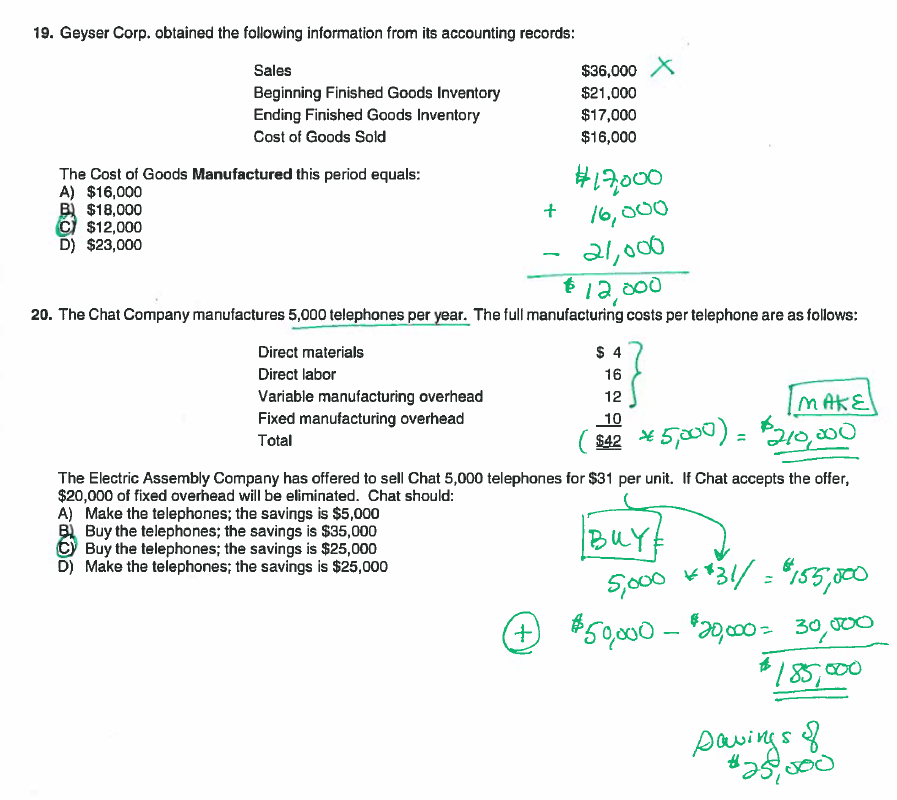 19. Geyser Corp. obtained the following information from its accounting records:
Sales $36,000 X
Beginning Finished Goods Inventory $21,000
Ending Finished Goods Inventory $17,000
Cost of Goods Sold $16,000
The Cost of Goods Manufactured this period equals:
A) $16,000
B) $18,000
C) $12,000
D) $23,000
$17,000
+ 16,000
- 21,000
$12,000
20. The Chat Company manufactures 5,000 telephones per year. The full manufacturing costs per telephone are as follows:
Direct materials $ 4
Direct labor 16
Variable manufacturing overhead 12
Fixed manufacturing overhead 10
Total ( $42 * 5,000) = $210,000
MAKE
The Electric Assembly Company has offered to sell Chat 5,000 telephones for $31 per unit. If Chat accepts the offer,
$20,000 of fixed overhead will be eliminated. Chat should:
A) Make the telephones; the savings is $5,000
B) Buy the telephones; the savings is $35,000
C) Buy the telephones; the savings is $25,000
D) Make the telephones; the savings is $25,000
BUY =
5,000 * $31/ = $155,000
+ $50,000 - $20,000 = 30,000
$185,000
Savings of
$25,000